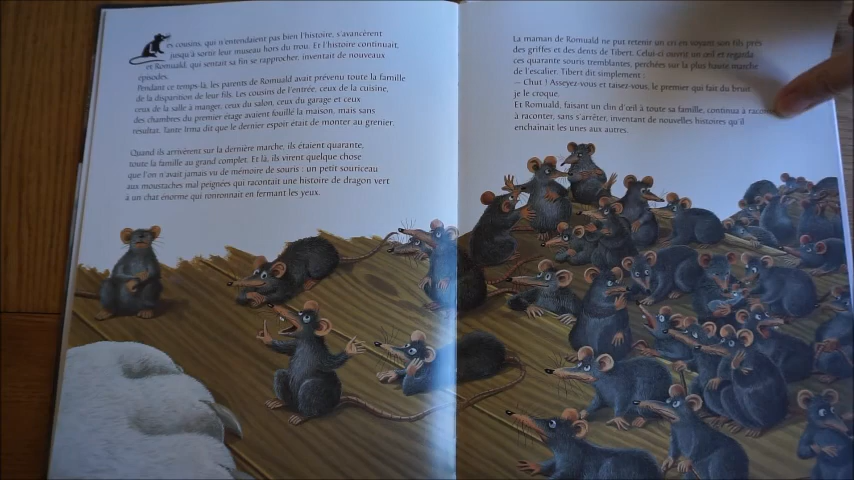 es cousins, qui n'entendaient pas bien l'histoire, s'avancèrent
jusqu'à sortir leur museau hors du trou. Et l'histoire continuait,
et Romuald, qui sentait sa fin se rapprocher, inventait de nouveaux
épisodes.
Pendant ce temps-là, les parents de Romuald avait prévenu toute la famille
de la disparition de leur fils. Les cousins de l'entrée, ceux de la cuisine,
ceux de la salle à manger, ceux du salon, ceux du garage et ceux
des chambres du premier étage avaient fouillé la maison, mais sans
résultat. Tante Irma dit que le dernier espoir était de monter au grenier.
Quand ils arrivèrent sur la dernière marche, ils étaient quarante,
toute la famille au grand complet. Et là, ils virent quelque chose
que l'on n'avait jamais vu de mémoire de souris : un petit souriceau
aux moustaches mal peignées qui racontait une histoire de dragon vert
à un chat énorme qui ronronnait en fermant les yeux.
La maman de Romuald ne put retenir un cri en voyant son fils près
des griffes et des dents de Tibert. Celui-ci ouvrit un œil et regarda
ces quarante souris tremblantes, perchées sur la plus haute marche
de l'escalier. Tibert dit simplement :
– Chut ! Asseyez-vous et taisez-vous, le premier qui fait du bruit
je le croque.
Et Romuald, faisant un clin d'œil à toute sa famille, continua à
à raconter, sans s'arrêter, inventant de nouvelles histoires qu'il
enchaînait les unes aux autres.